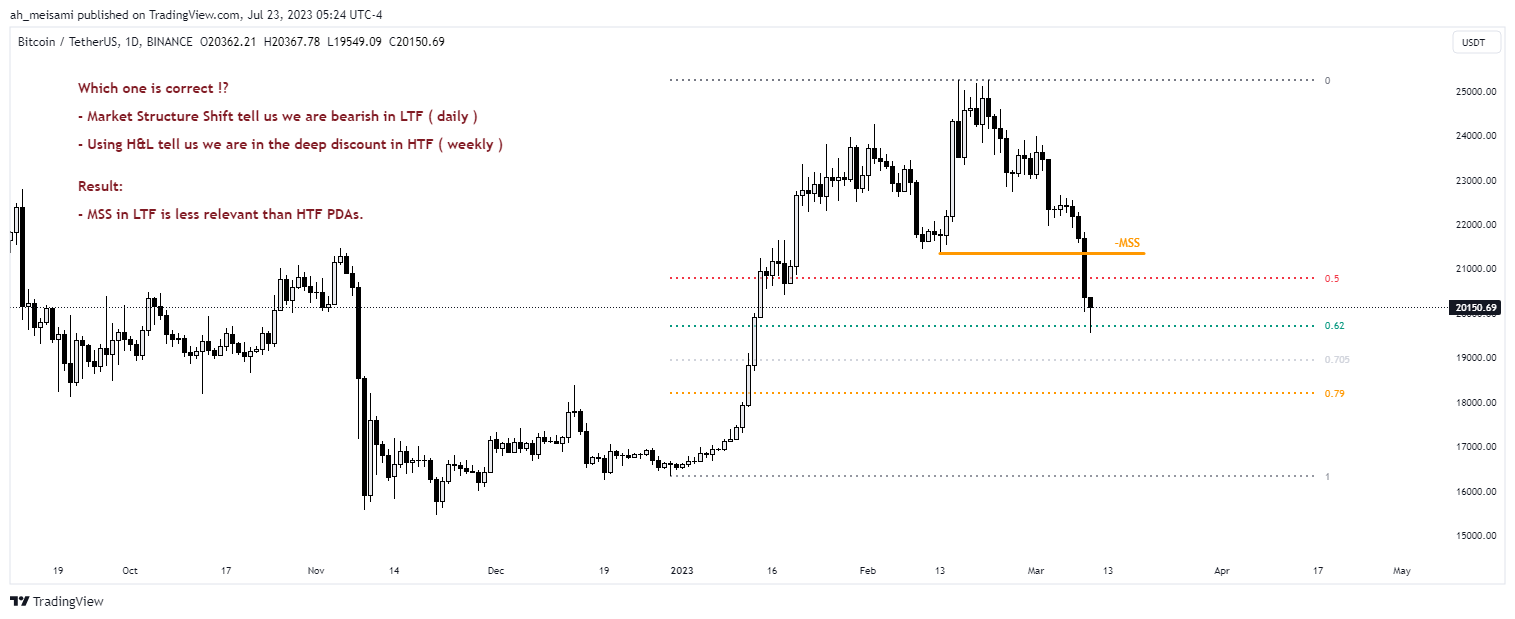 ah_meisami published on TradingView.com, Jul 23, 2023 05:24 UTC-4
Bitcoin / TetherUS, 1D, BINANCE O20362.21 H20367.78 L19549.09 C20150.69
USDT
Which one is correct !?
- Market Structure Shift tell us we are bearish in LTF ( daily )
- Using H&L tell us we are in the deep discount in HTF ( weekly )
Result:
- MSS in LTF is less relevant than HTF PDAs.
0
25000.00
24000.00
23000.00
22000.00
-MSS
21000.00
0.5
20150.69
20000.00
0.62
19000.00
0.705
0.79
18000.00
17000.00
1
16000.00
15000.00
19 Oct 17 Nov 14 Dec 19 2023 16 Feb 13 Mar 13 Apr 17 May
TradingView